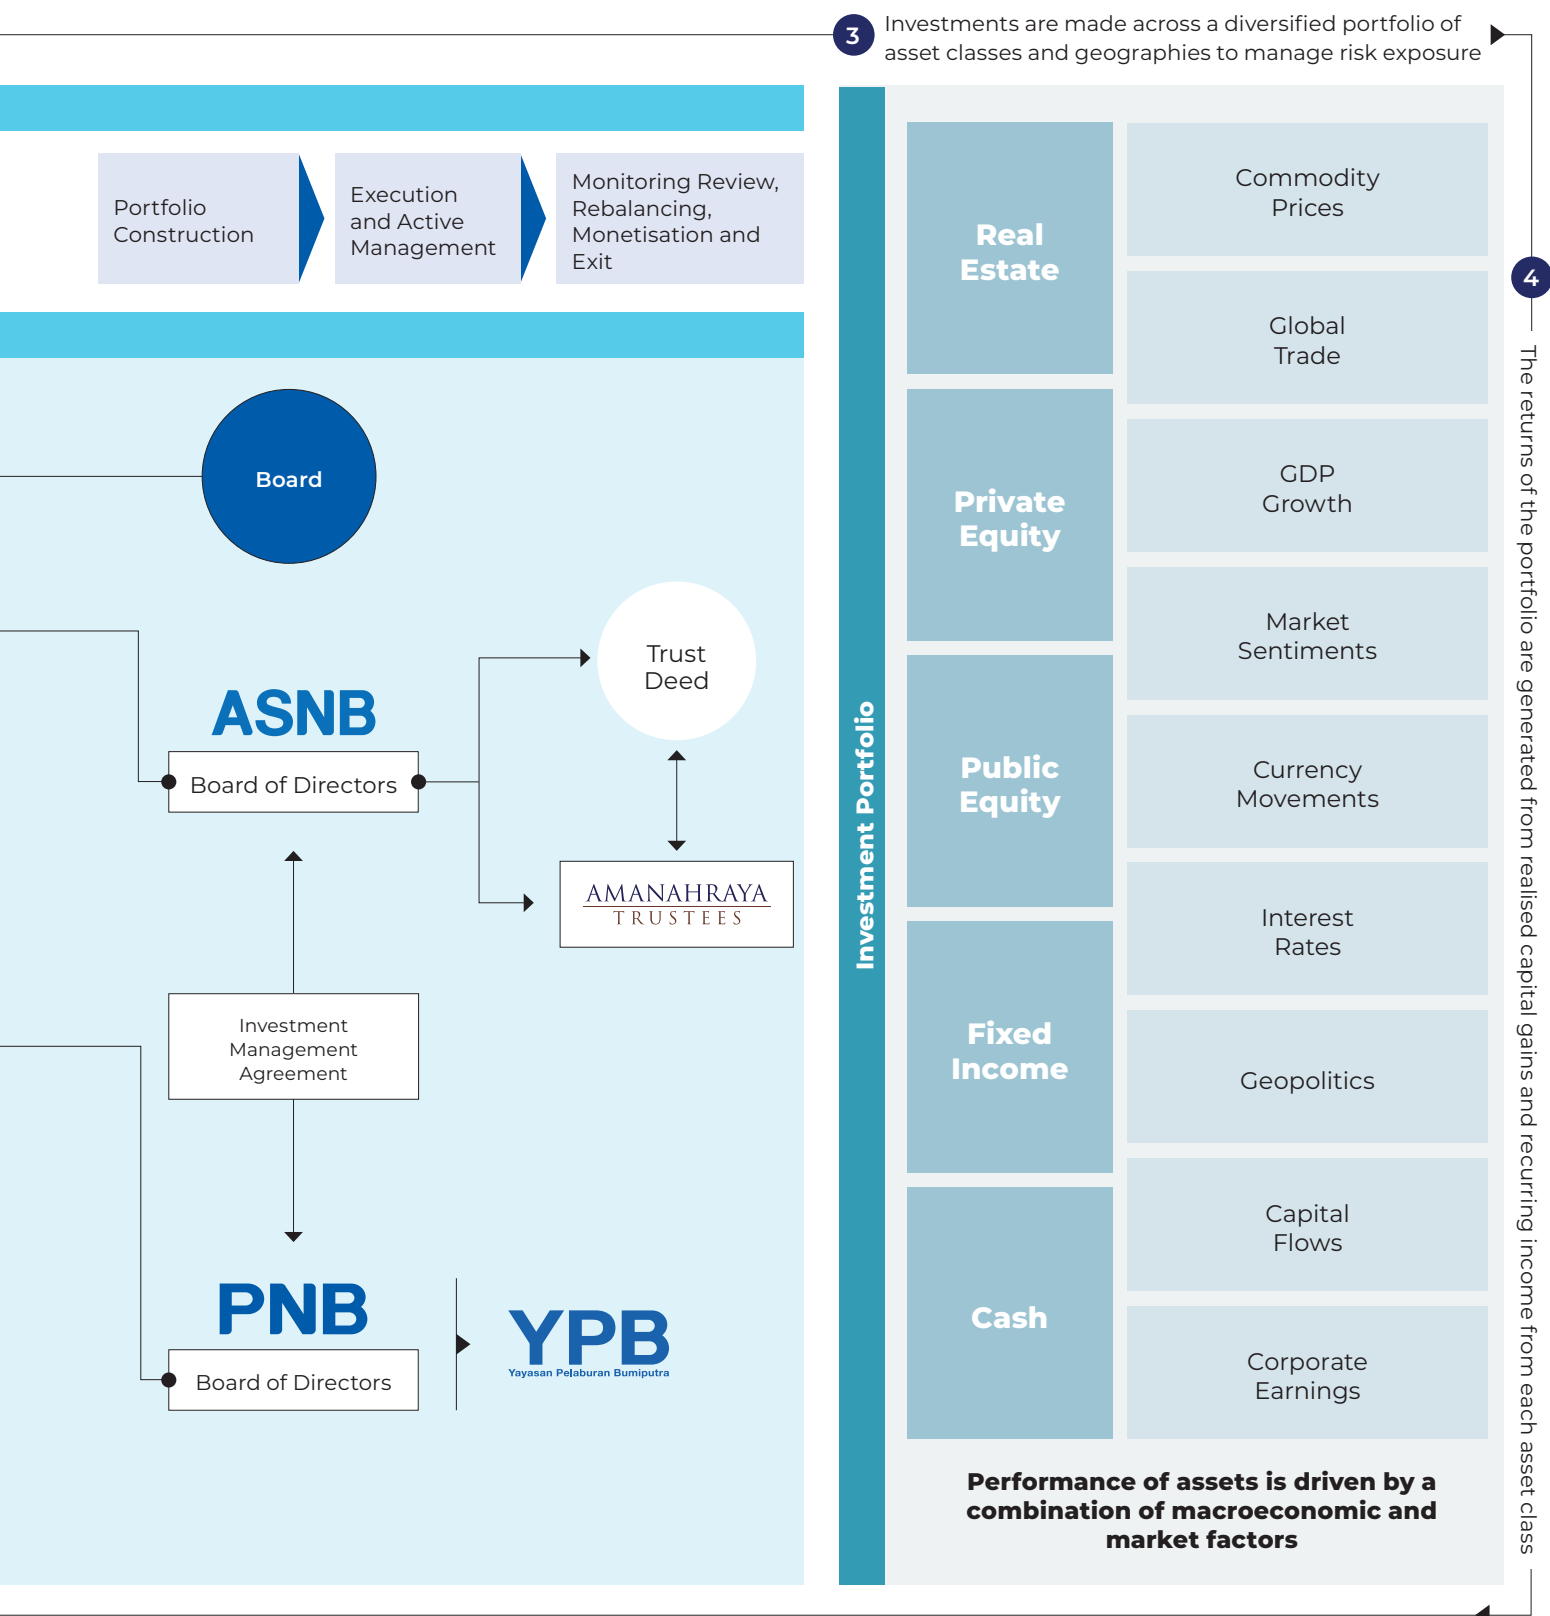 3
Investments are made across a diversified portfolio of
asset classes and geographies to manage risk exposure
Portfolio
Construction
Execution
and Active
Management
Monitoring Review,
Rebalancing,
Monetisation and
Exit
Board
Trust
Deed
ASNB
Board of Directors
AMANAHRAYA
TRUSTEES
Investment
Management
Agreement
PNB
Board of Directors
YPB
Yayasan Pelaburan Bumiputra
Investment Portfolio
Real
Estate
Private
Equity
Public
Equity
Fixed
Income
Cash
Commodity
Prices
Global
Trade
GDP
Growth
Market
Sentiments
Currency
Movements
Interest
Rates
Geopolitics
Capital
Flows
Corporate
Earnings
Performance of assets is driven by a
combination of macroeconomic and
market factors
4
The returns of the portfolio are generated from realised capital gains and recurring income from each asset class